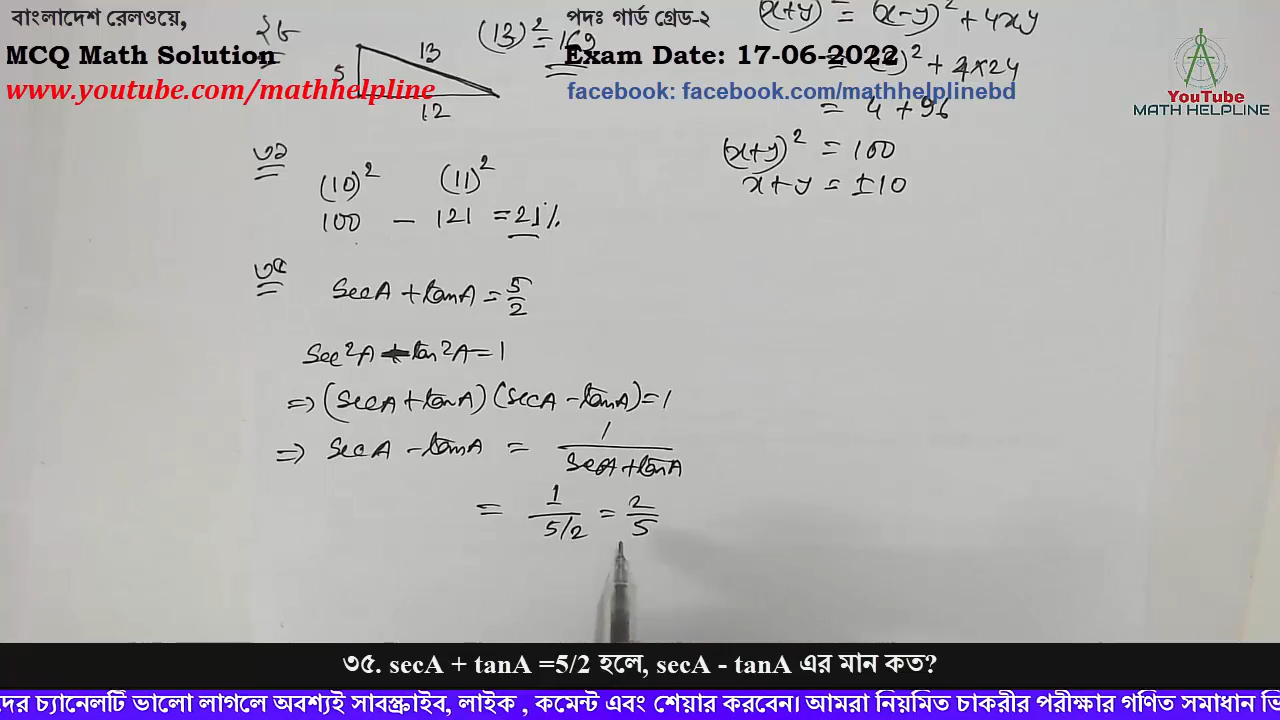 বাংলাদেশ রেলওয়ে,
পদঃ গার্ড গ্রেড-২
MCQ Math Solution
Exam Date: 17-06-2022
www.youtube.com/mathhelpline
facebook: facebook.com/mathhelplinebd
YouTube
MATH HELPLINE
২৮
5
13
12
(13)² = 169
(x+y)² = (x-y)² + 4xy
= ( )² + 4×24
= 4 + 96
(x+y)² = 100
x+y = ±10
(10)² (11)²
100 — 121 = 21%
৩৫
secA + tanA = 5/2
sec²A - tan²A = 1
⇒ (secA + tanA) (secA - tanA) = 1
⇒ secA - tanA = 1/(secA + tanA)
= 1/(5/2) = 2/5
৩৫. secA + tanA =5/2 হলে, secA - tanA এর মান কত?
দের চ্যানেলটি ভালো লাগলে অবশ্যই সাবস্ক্রাইব, লাইক , কমেন্ট এবং শেয়ার করবেন। আমরা নিয়মিত চাকরীর পরীক্ষার গণিত সমাধান